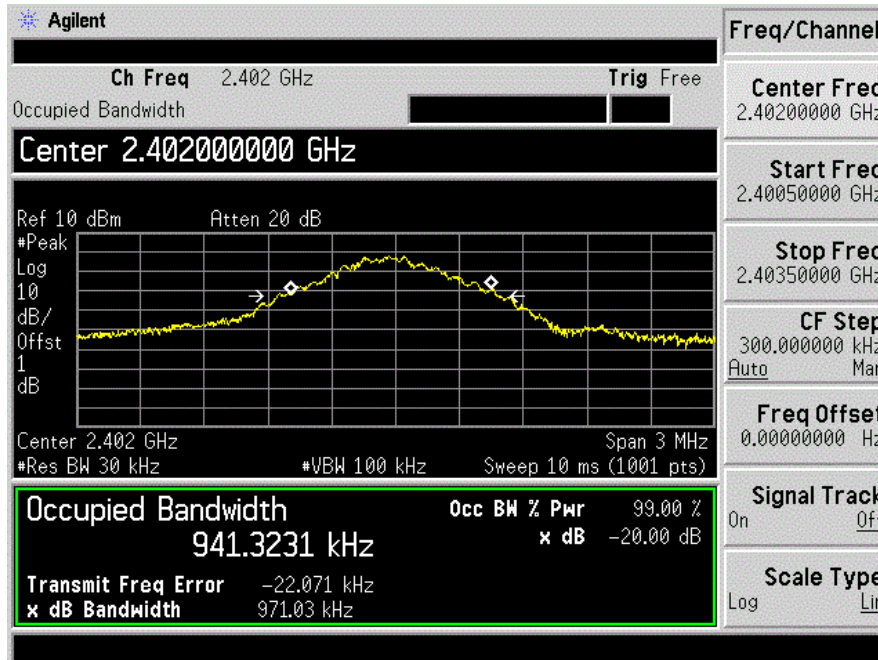 Agilent
Ch Freq 2.402 GHz Trig Free
Occupied Bandwidth
Center 2.402000000 GHz
Ref 10 dBm Atten 20 dB
#Peak
Log
10
dB/
Offst
1
dB
Center 2.402 GHz Span 3 MHz
#Res BW 30 kHz #VBW 100 kHz Sweep 10 ms (1001 pts)
Occupied Bandwidth
941.3231 kHz
Occ BW % Pwr 99.00 %
x dB -20.00 dB
Transmit Freq Error -22.071 kHz
x dB Bandwidth 971.03 kHz
Freq/Channel
Center Freq
2.40200000 GHz
Start Freq
2.40050000 GHz
Stop Freq
2.40350000 GHz
CF Step
300.000000 kHz
Auto Man
Freq Offset
0.00000000 Hz
Signal Track
On Off
Scale Type
Log Lin